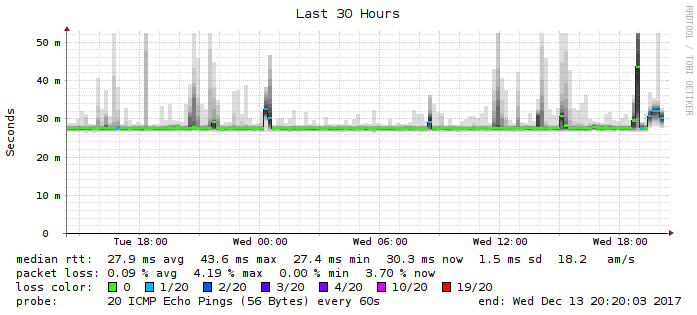 Last 30 Hours
RRDTOOL / TOBI OETIKER
Seconds
50 m
40 m
30 m
20 m
10 m
0
Tue 18:00 Wed 00:00 Wed 06:00 Wed 12:00 Wed 18:00
median rtt: 27.9 ms avg 43.6 ms max 27.4 ms min 30.3 ms now 1.5 ms sd 18.2 am/s
packet loss: 0.09 % avg 4.19 % max 0.00 % min 3.70 % now
loss color: 0 1/20 2/20 3/20 4/20 10/20 19/20
probe: 20 ICMP Echo Pings (56 Bytes) every 60s end: Wed Dec 13 20:20:03 2017